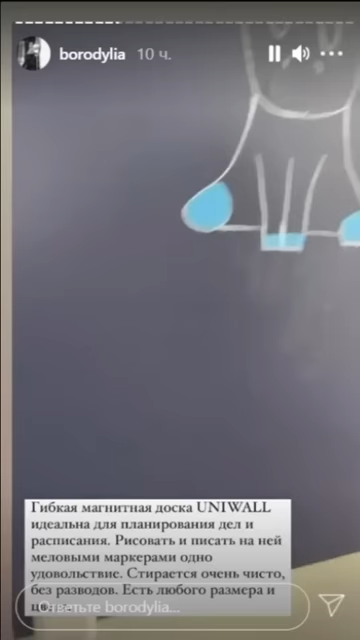 borodylia 10 ч.
Гибкая магнитная доска UNIWALL
идеальна для планирования дел и
расписания. Рисовать и писать на ней
меловыми маркерами одно
удовольствие. Стирается очень чисто,
без разводов. Есть любого размера и
Ответьте borodylia...